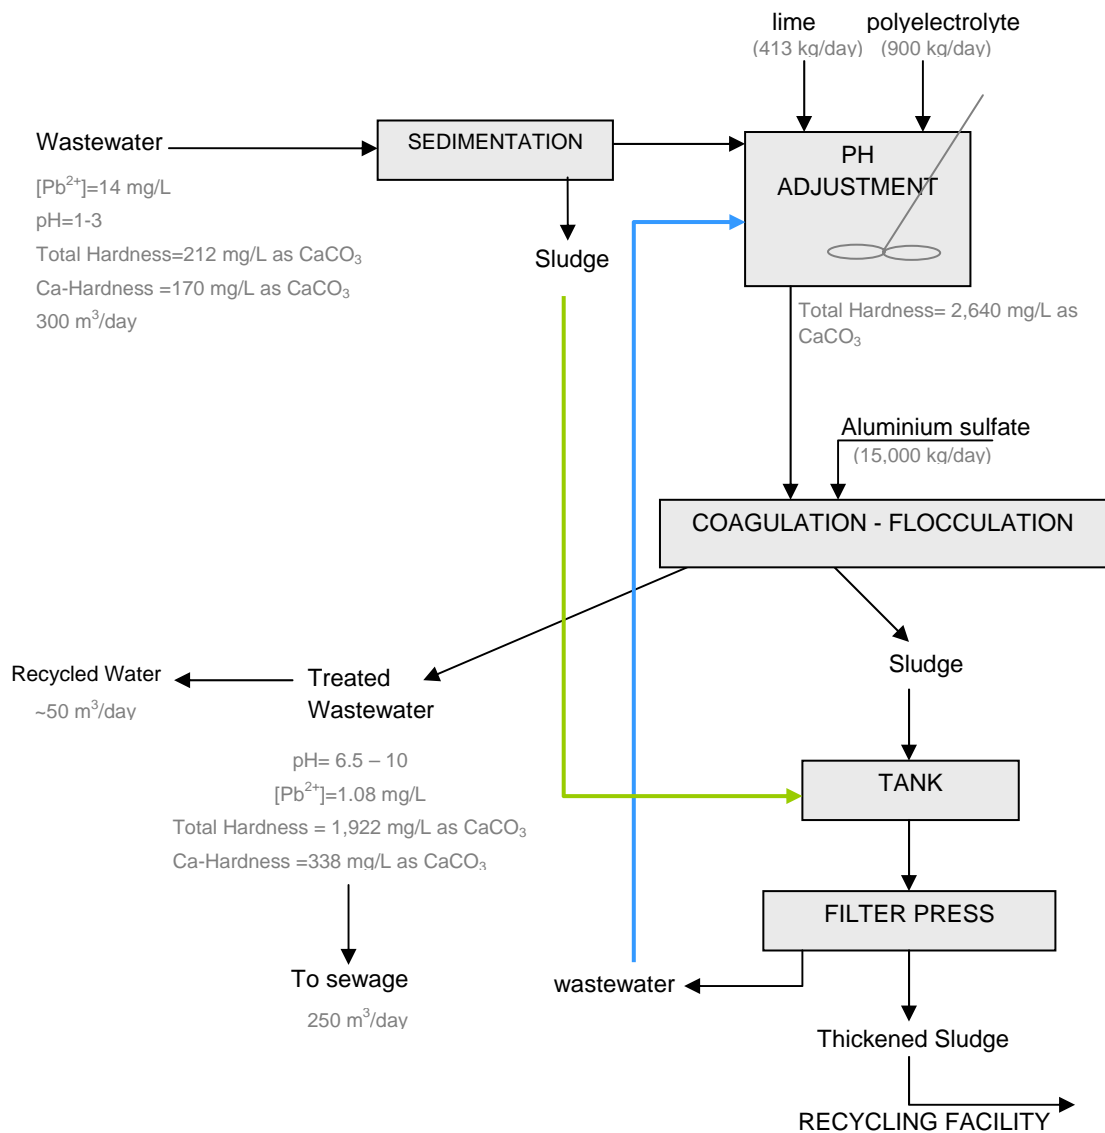 lime
polyelectrolyte
(413 kg/day)
(900 kg/day)
Wastewater
[Pb²⁺]=14 mg/L
pH=1-3
Total Hardness=212 mg/L as CaCO₃
Ca-Hardness =170 mg/L as CaCO₃
300 m³/day
SEDIMENTATION
PH
ADJUSTMENT
Sludge
Total Hardness= 2,640 mg/L as
CaCO₃
Aluminium sulfate
(15,000 kg/day)
COAGULATION - FLOCCULATION
Sludge
Recycled Water
~50 m³/day
Treated
Wastewater
pH= 6.5 – 10
[Pb²⁺]=1.08 mg/L
Total Hardness = 1,922 mg/L as CaCO₃
Ca-Hardness =338 mg/L as CaCO₃
TANK
FILTER PRESS
To sewage
250 m³/day
wastewater
Thickened Sludge
RECYCLING FACILITY